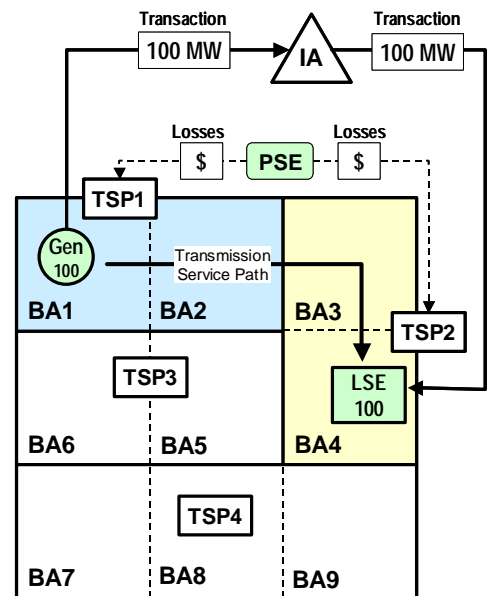 Transaction
Transaction
100 MW
IA
100 MW
Losses
Losses
$
PSE
$
TSP1
Gen
100
Transmission
Service Path
BA1
BA2
BA3
TSP2
TSP3
LSE
100
BA6
BA5
BA4
TSP4
BA7
BA8
BA9